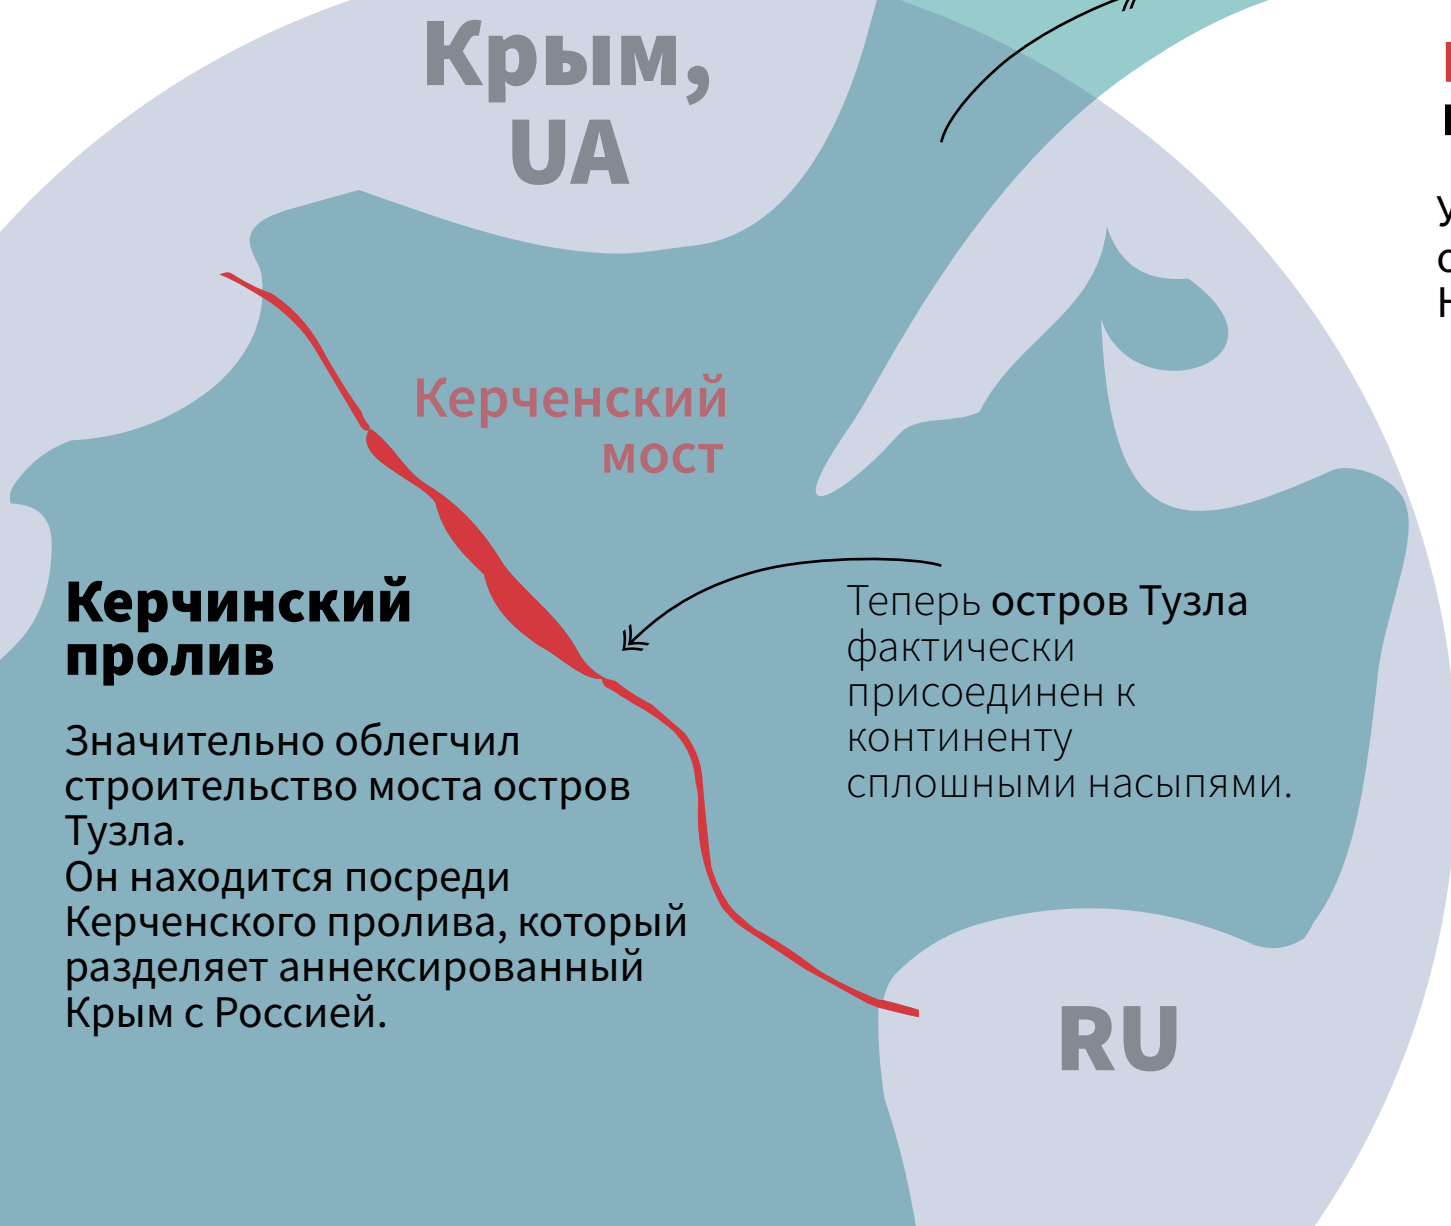 Крым,
UA
Керченский
мост
Керчинский
пролив
Значительно облегчил
строительство моста остров
Тузла.
Он находится посреди
Керченского пролива, который
разделяет аннексированный
Крым с Россией.
Теперь остров Тузла
фактически
присоединен к
континенту
сплошными насыпями.
RU